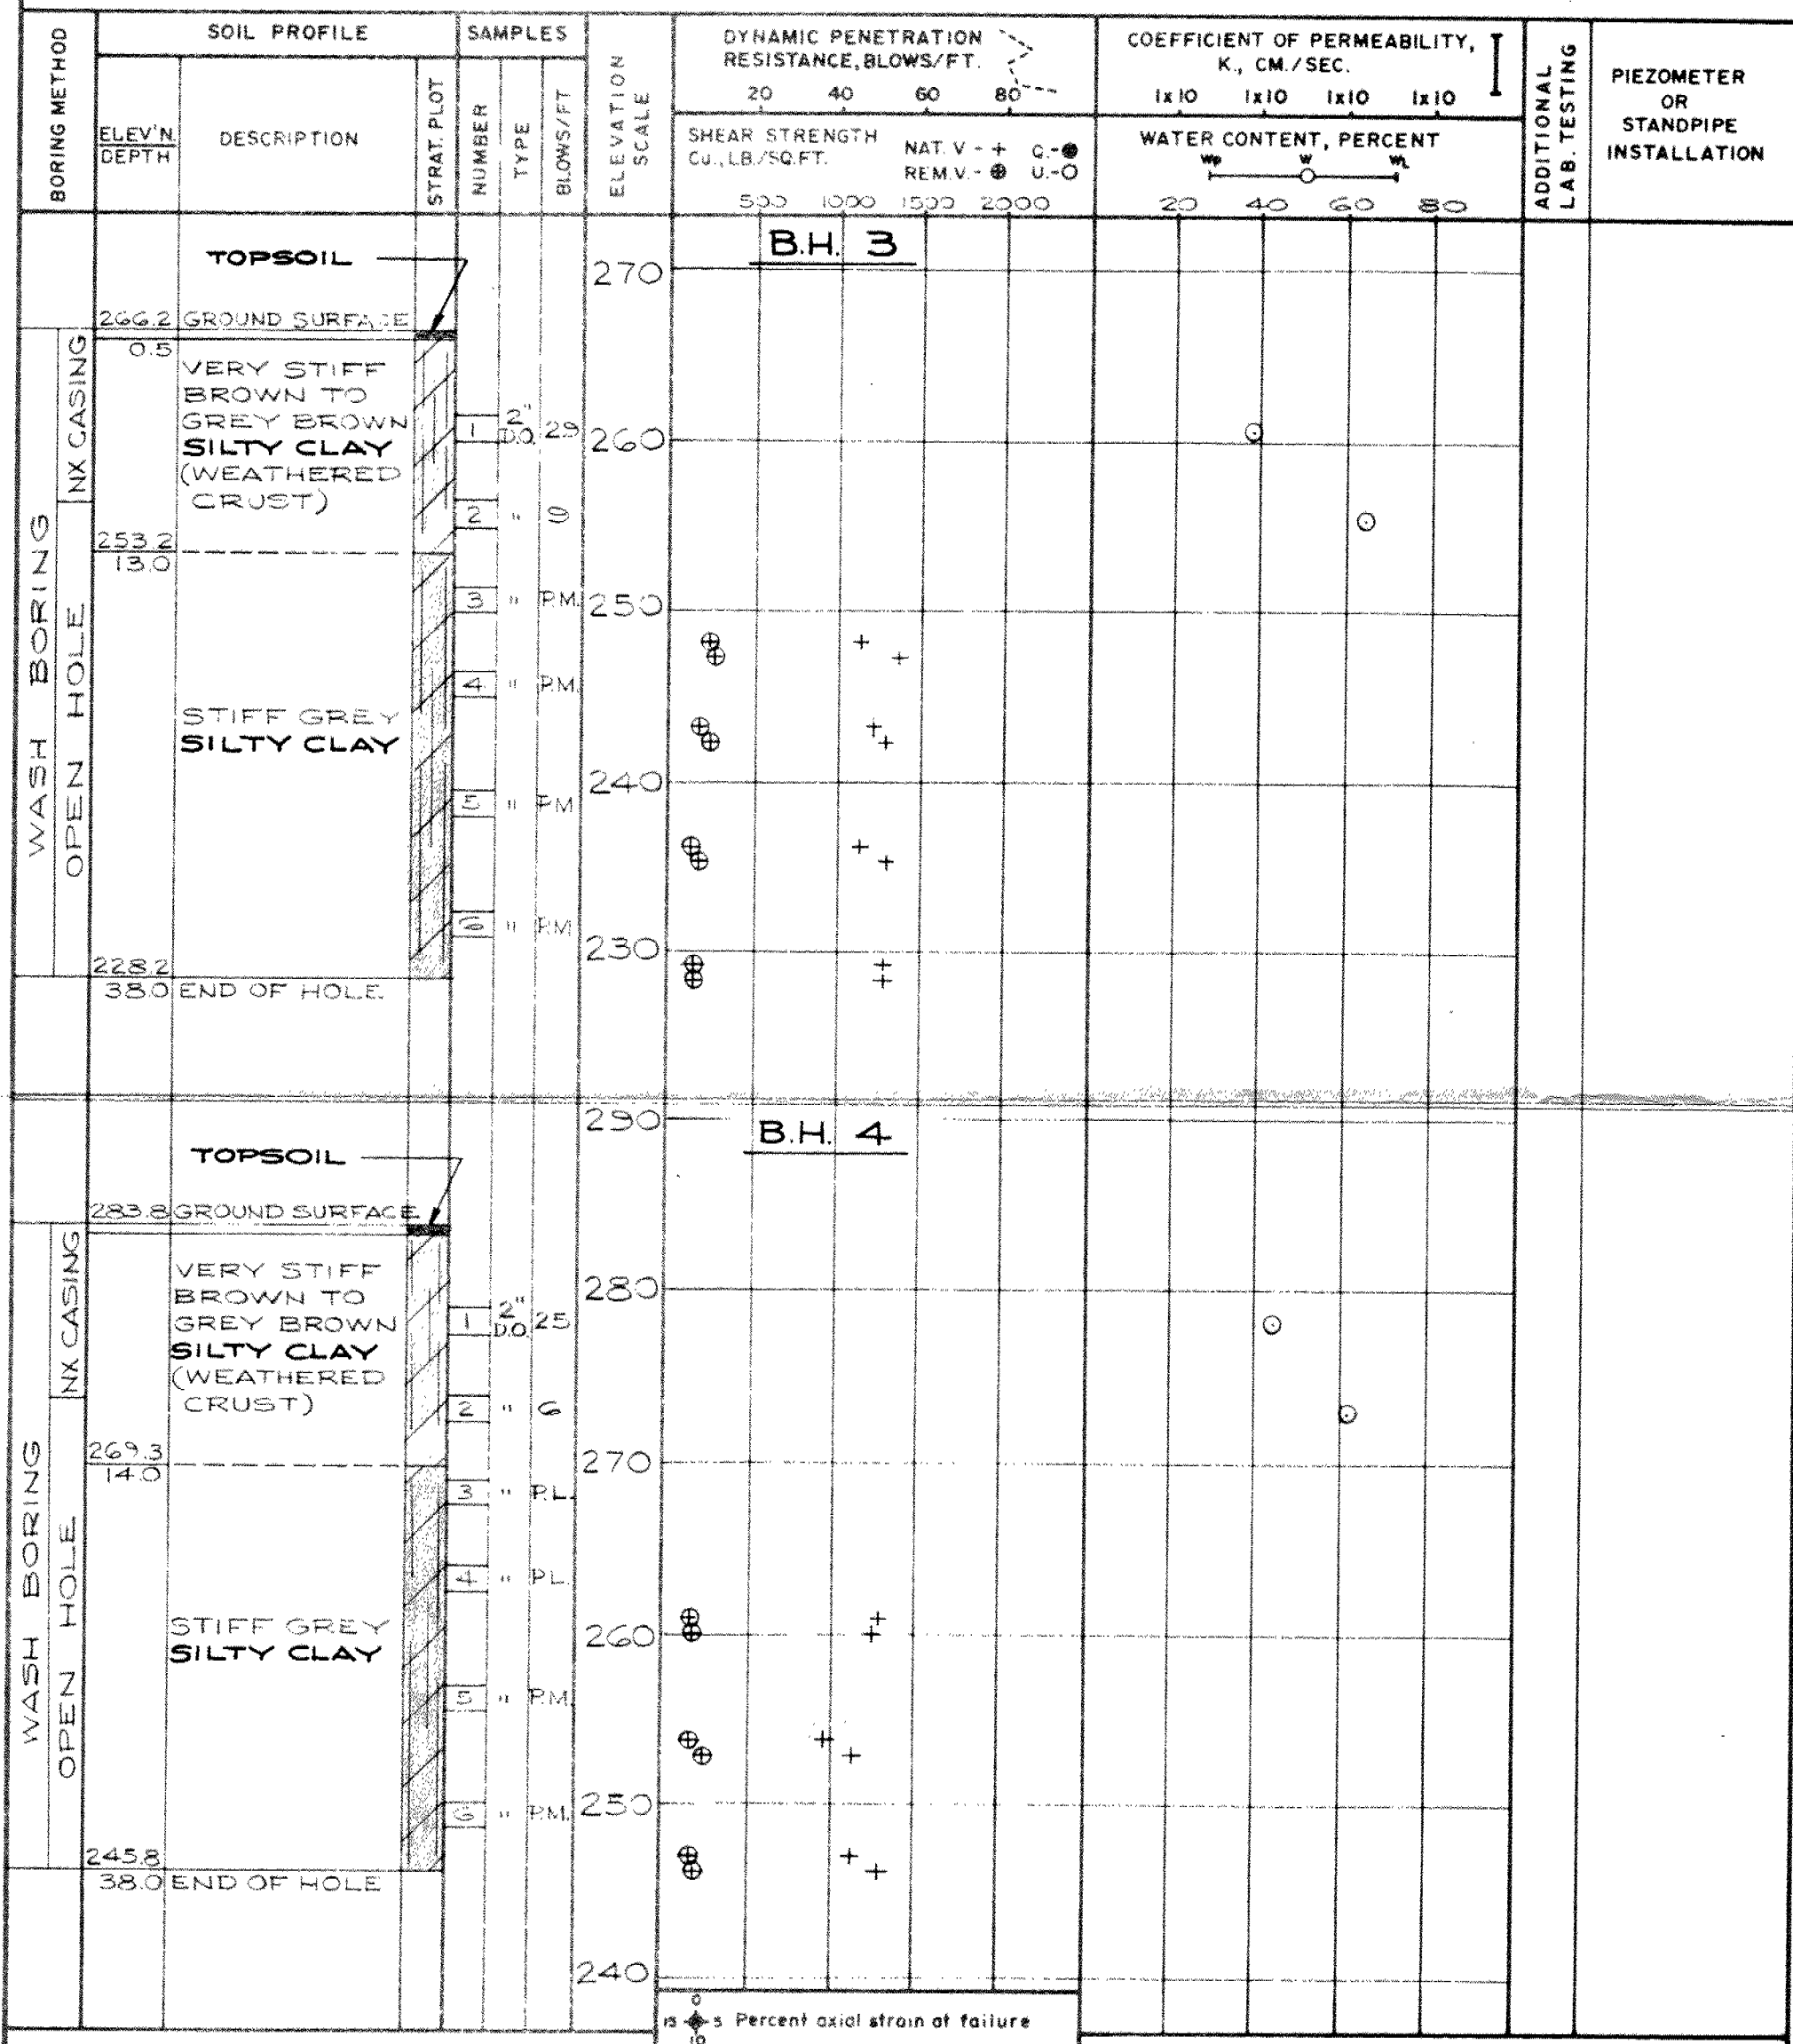 BORING METHOD
SOIL PROFILE
ELEV'N
DEPTH
DESCRIPTION
STRAT. PLOT
SAMPLES
NUMBER
TYPE
BLOWS/FT
ELEVATION
SCALE
DYNAMIC PENETRATION
RESISTANCE, BLOWS/FT.
20 40 60 80
SHEAR STRENGTH
Cu., LB./SQ.FT.
NAT. V - + Q.-●
REM.V.- ⊕ U.-O
500 1000 1500 2000
COEFFICIENT OF PERMEABILITY,
K., CM./SEC.
1x10 1x10 1x10 1x10
WATER CONTENT, PERCENT
Wp W WL
20 40 60 80
ADDITIONAL
LAB. TESTING
PIEZOMETER
OR
STANDPIPE
INSTALLATION
B.H. 3
TOPSOIL
270
266.2 GROUND SURFACE
0.5
WASH BORING
NX CASING
OPEN HOLE
VERY STIFF
BROWN TO
GREY BROWN
SILTY CLAY
(WEATHERED
CRUST)
1 2" D.O. 29
260
2 " 9
253.2
13.0
3 " P.M.
250
4 " P.M.
STIFF GREY
SILTY CLAY
240
5 " P.M
6 " P.M
230
228.2
38.0 END OF HOLE
290
B.H. 4
TOPSOIL
283.8 GROUND SURFACE
WASH BORING
NX CASING
OPEN HOLE
VERY STIFF
BROWN TO
GREY BROWN
SILTY CLAY
(WEATHERED
CRUST)
280
1 2" D.O. 25
2 " 6
269.3
14.0
270
3 " P.L.
4 " P.L.
STIFF GREY
SILTY CLAY
260
5 " P.M.
6 " P.M.
250
245.8
38.0 END OF HOLE
240
0
15 5 Percent axial strain at failure
10